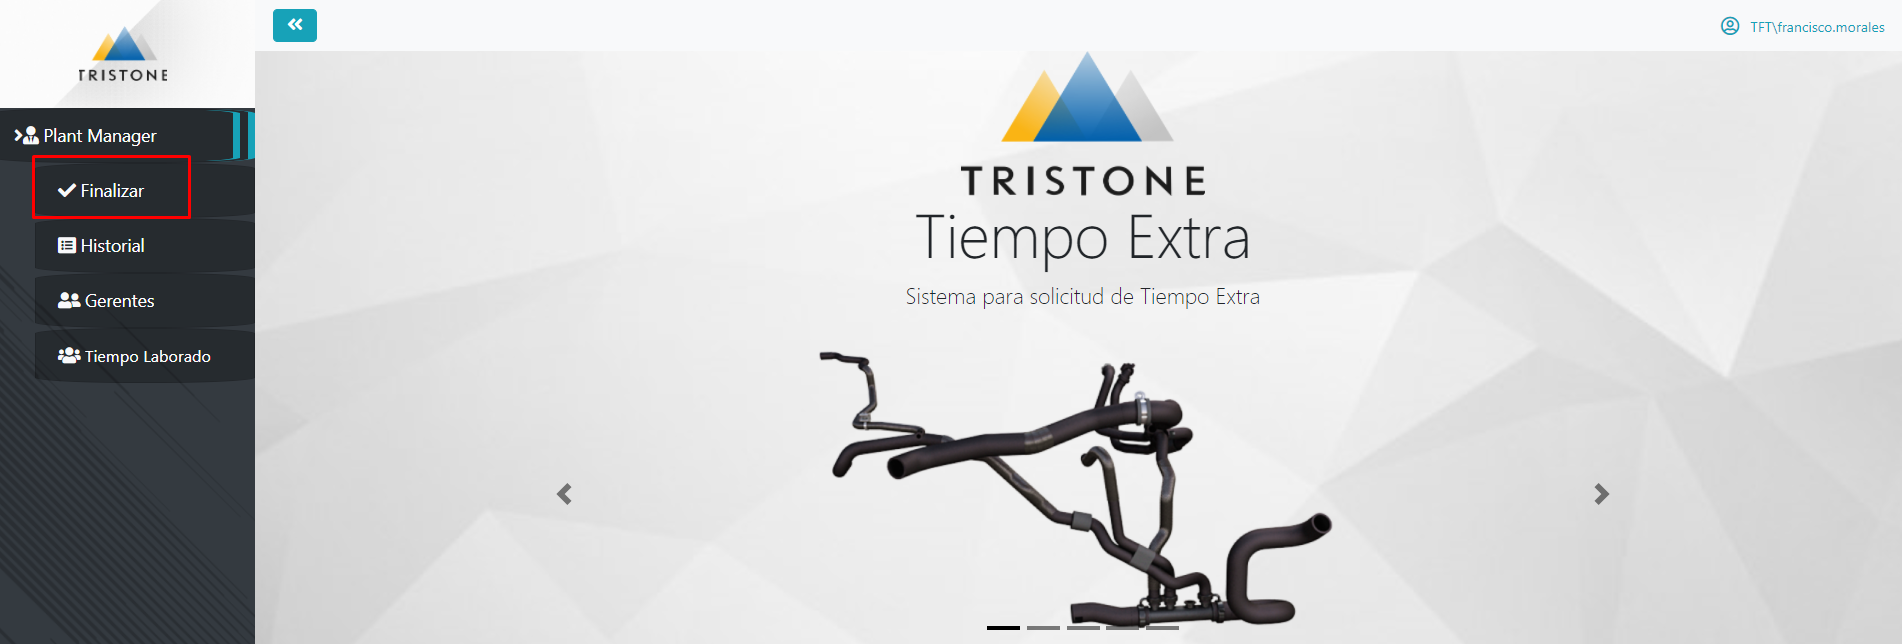 TRISTONE
TFT\francisco.morales
Plant Manager
Finalizar
Historial
Gerentes
Tiempo Laborado
TRISTONE
Tiempo Extra
Sistema para solicitud de Tiempo Extra